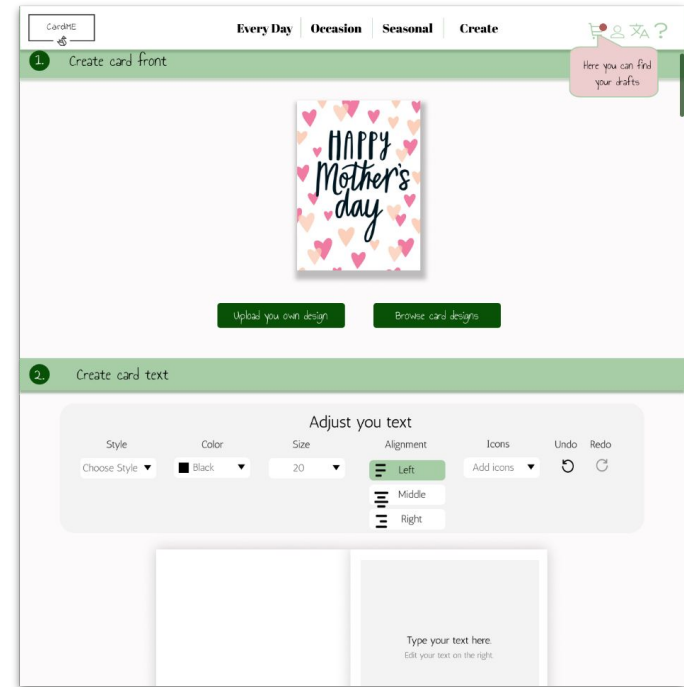 CardME
Every Day Occasion Seasonal Create
Here you can find
your drafts
1. Create card front
HAPPY
Mother's
day
Upload you own design Browse card designs
2. Create card text
Adjust you text
Style Color Size Alignment Icons Undo Redo
Choose Style Black 20 Left Add icons
Middle
Right
Type your text here.
Edit your text on the right.